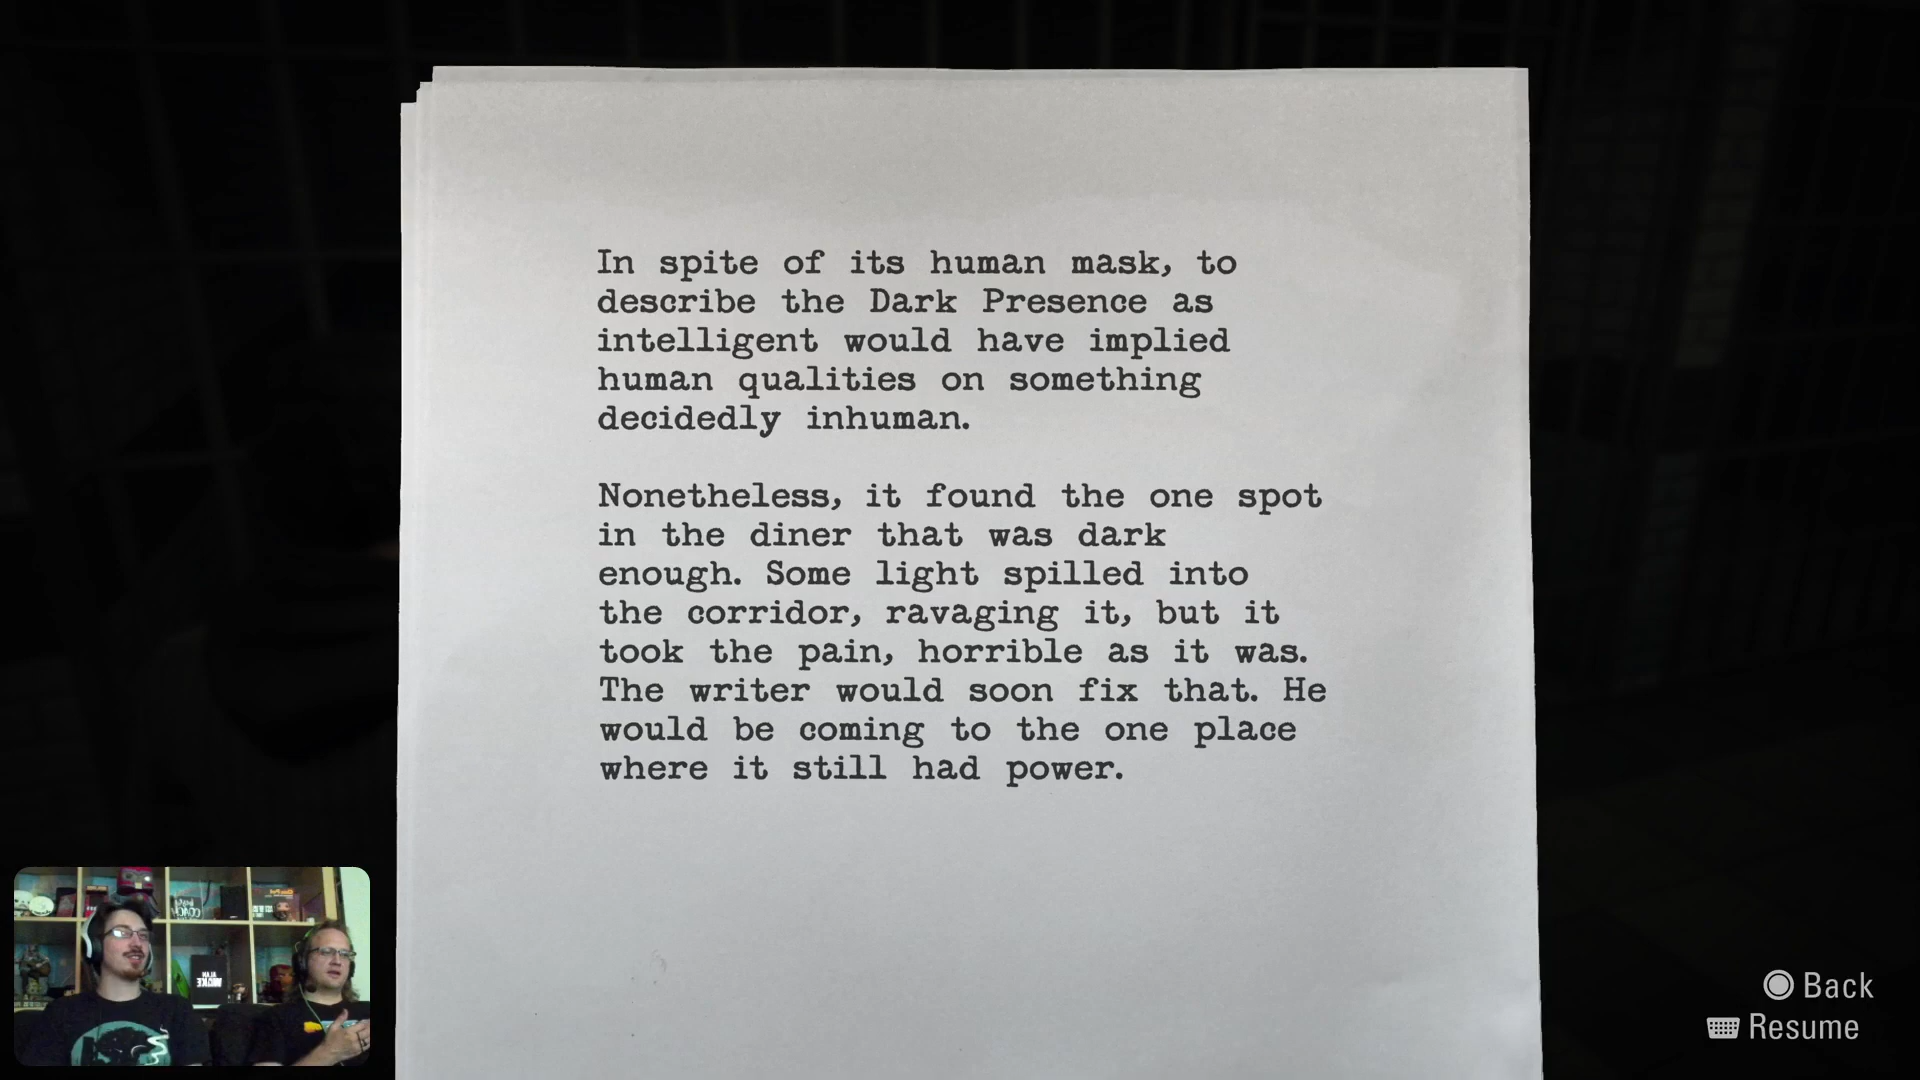 In spite of its human mask, to
describe the Dark Presence as
intelligent would have implied
human qualities on something
decidedly inhuman.
Nonetheless, it found the one spot
in the diner that was dark
enough. Some light spilled into
the corridor, ravaging it, but it
took the pain, horrible as it was.
The writer would soon fix that. He
would be coming to the one place
where it still had power.
ALAN
WAKE
Back
Resume